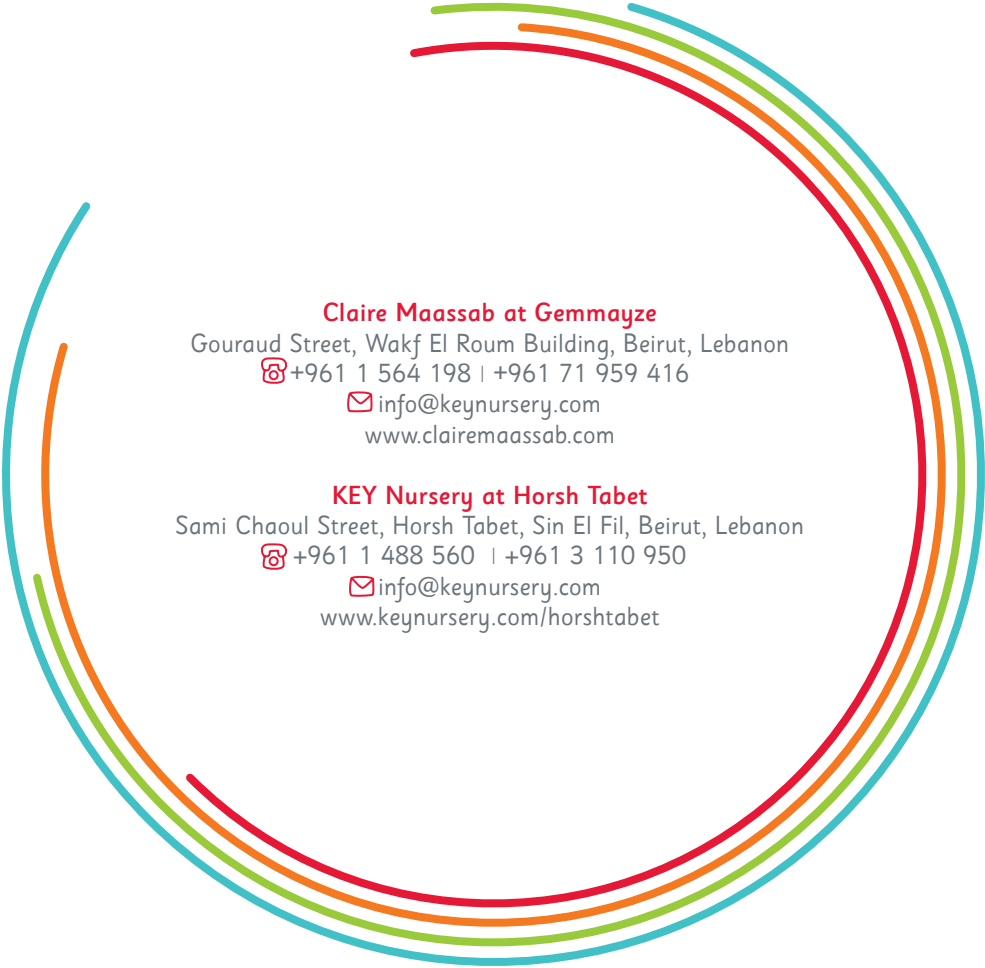 Claire Maassab at Gemmayze
Gouraud Street, Wakf El Roum Building, Beirut, Lebanon
+961 1 564 198 | +961 71 959 416
info@keynursery.com
www.clairemaassab.com
KEY Nursery at Horsh Tabet
Sami Chaoul Street, Horsh Tabet, Sin El Fil, Beirut, Lebanon
+961 1 488 560 | +961 3 110 950
info@keynursery.com
www.keynursery.com/horshtabet